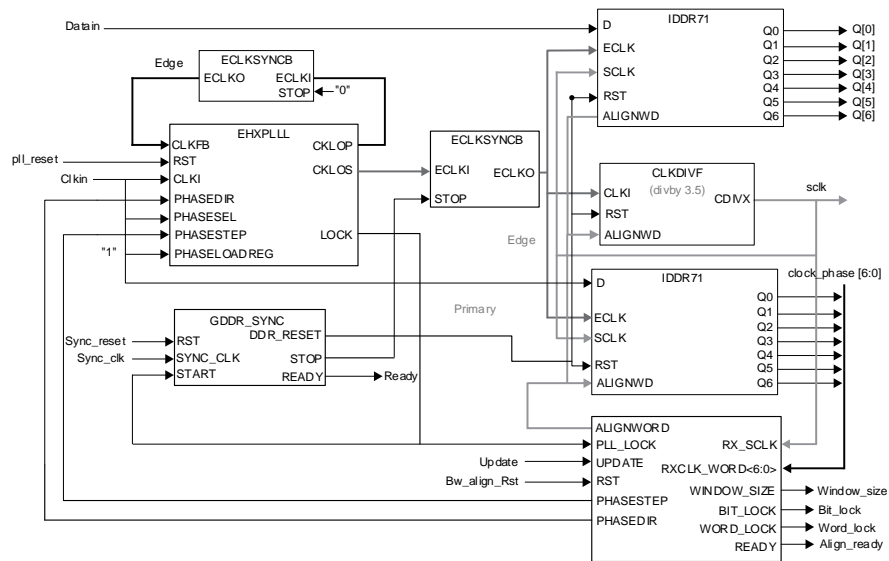 Datain
IDDR71
D
ECLK
SCLK
RST
ALIGNWD
Q0
Q1
Q2
Q3
Q4
Q5
Q6
Q[0]
Q[1]
Q[2]
Q[3]
Q[4]
Q[5]
Q[6]
Edge
ECLKSYNCB
ECLKO
ECLKI
STOP
"0"
EHXPLLL
CLKFB
RST
CLKI
PHASEDIR
PHASESEL
PHASESTEP
PHASELOADREG
CKLOP
CKLOS
LOCK
pll_reset
Clkin
"1"
ECLKSYNCB
ECLKI
ECLKO
STOP
CLKDIVF
(divby 3.5)
CLKI
RST
ALIGNWD
CDIVX
sclk
Edge
Primary
clock_phase [6:0]
IDDR71
D
ECLK
SCLK
RST
ALIGNWD
Q0
Q1
Q2
Q3
Q4
Q5
Q6
GDDR_SYNC
DDR_RESET
RST
SYNC_CLK
START
STOP
READY
Sync_reset
Sync_clk
Ready
ALIGNWORD
PLL_LOCK
UPDATE
RST
PHASESTEP
PHASEDIR
Update
Bw_align_Rst
RX_SCLK
RXCLK_WORD<6:0>
WINDOW_SIZE
BIT_LOCK
WORD_LOCK
READY
Window_size
Bit_lock
Word_lock
Align_ready